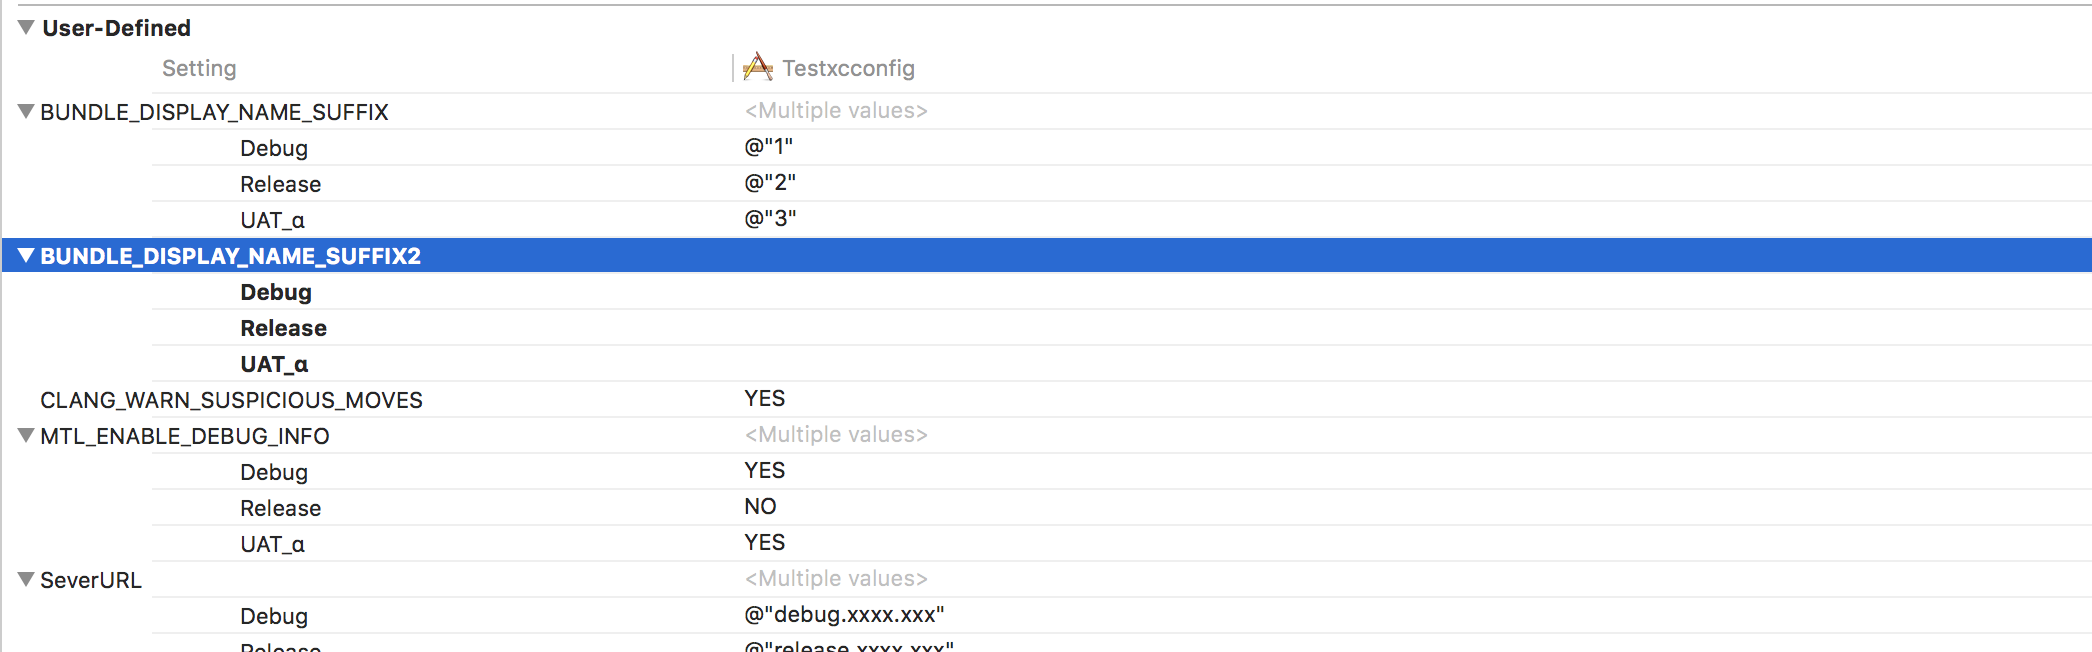 User-Defined
Setting Testxcconfig
BUNDLE_DISPLAY_NAME_SUFFIX <Multiple values>
Debug @"1"
Release @"2"
UAT_α @"3"
BUNDLE_DISPLAY_NAME_SUFFIX2
Debug
Release
UAT_α
CLANG_WARN_SUSPICIOUS_MOVES YES
MTL_ENABLE_DEBUG_INFO <Multiple values>
Debug YES
Release NO
UAT_α YES
SeverURL <Multiple values>
Debug @"debug.xxxx.xxx"
Release @"release.xxxx.xxx"